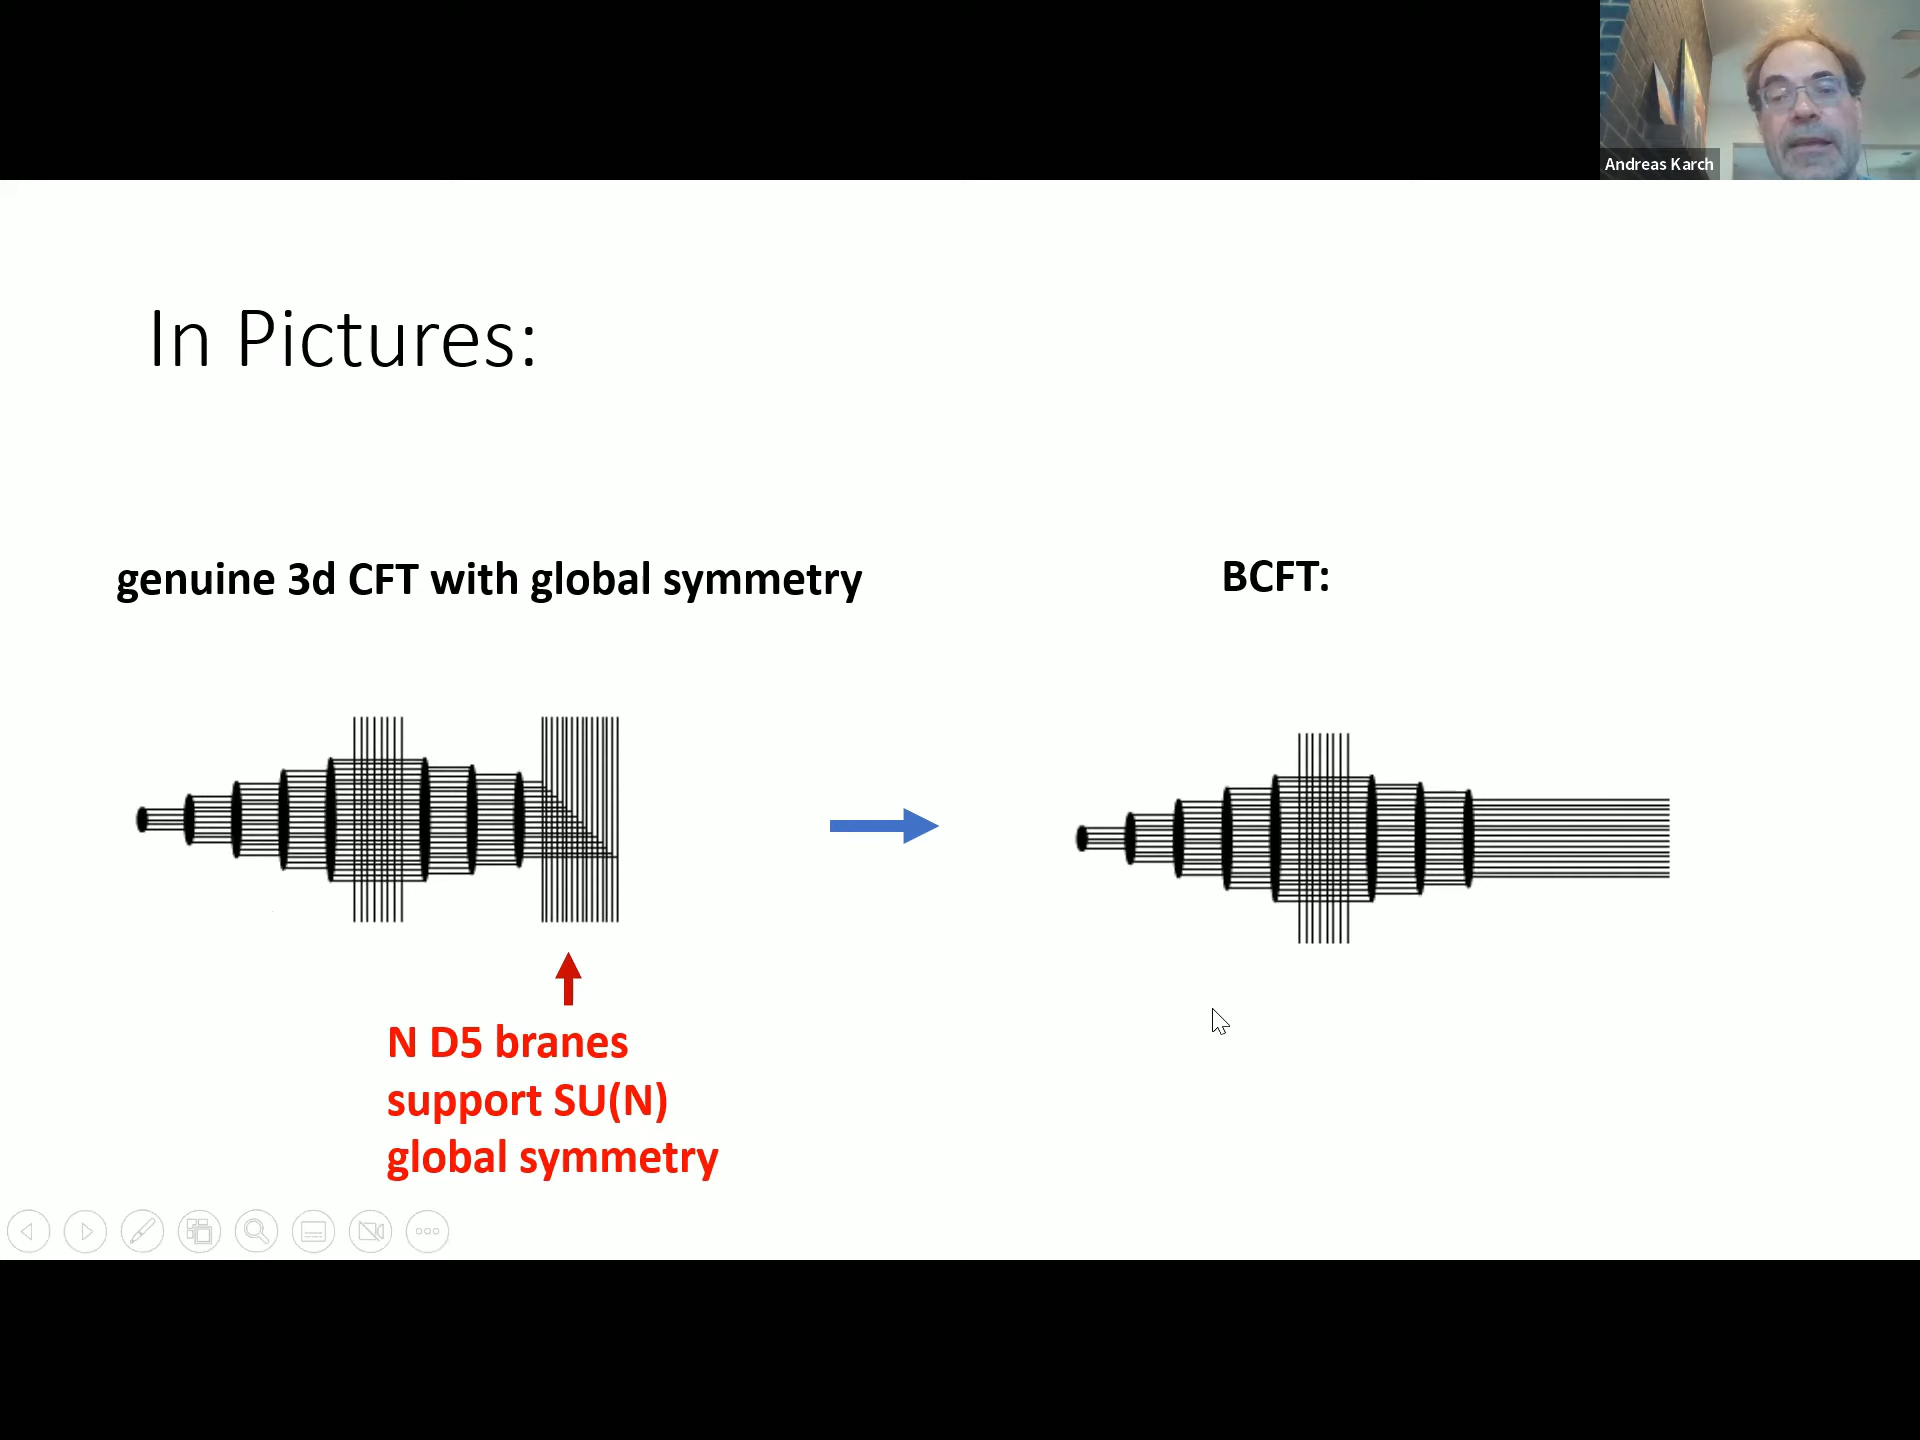 Andreas Karch
In Pictures:
genuine 3d CFT with global symmetry
BCFT:
N D5 branes
support SU(N)
global symmetry